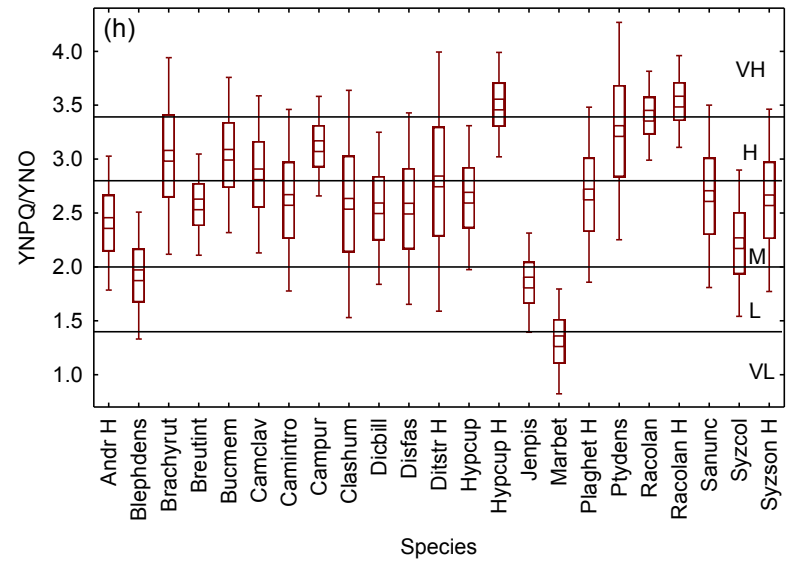 (h)
YNPQ/YNO
4.0
3.5
3.0
2.5
2.0
1.5
1.0
VH
H
M
L
VL
Andr H
Blephdens
Brachyrut
Breutint
Bucmem
Camclav
Camintro
Campur
Clashum
Dicbill
Disfas
Ditstr H
Hypcup
Hypcup H
Jenpis
Marbet
Plaghet H
Ptydens
Racolan
Racolan H
Sanunc
Syzcol
Syzson H
Species